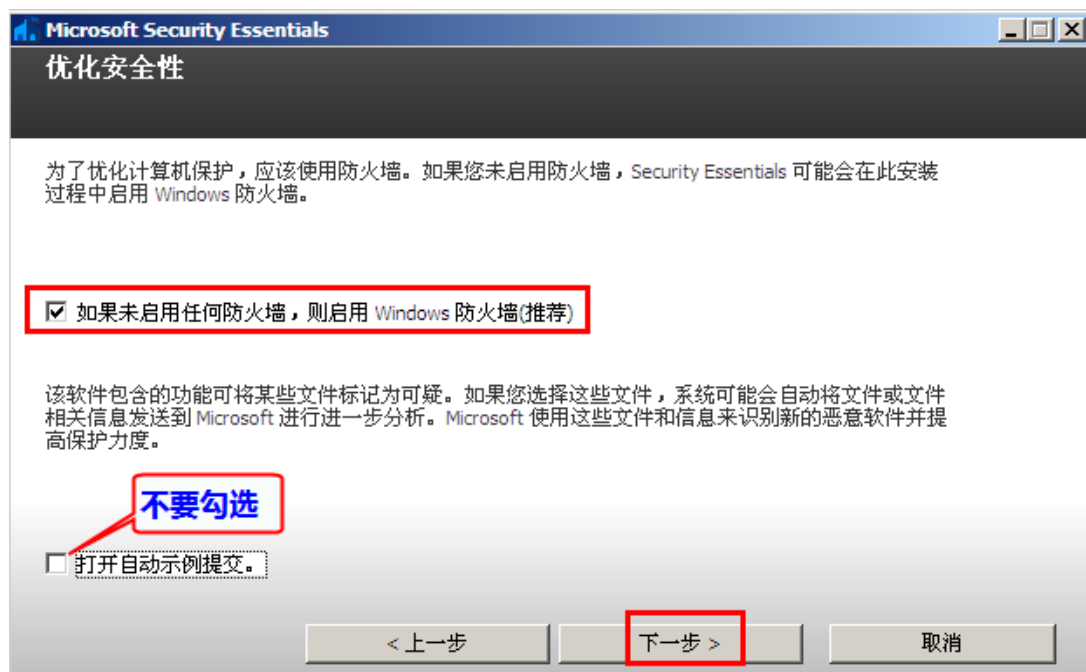 Microsoft Security Essentials
优化安全性
为了优化计算机保护，应该使用防火墙。如果您未启用防火墙，Security Essentials 可能会在此安装
过程中启用 Windows 防火墙。
如果未启用任何防火墙，则启用 Windows 防火墙(推荐)
该软件包含的功能可将某些文件标记为可疑。如果您选择这些文件，系统可能会自动将文件或文件
相关信息发送到 Microsoft 进行进一步分析。Microsoft 使用这些文件和信息来识别新的恶意软件并提
高保护力度。
不要勾选
打开自动示例提交。
<上一步
下一步>
取消